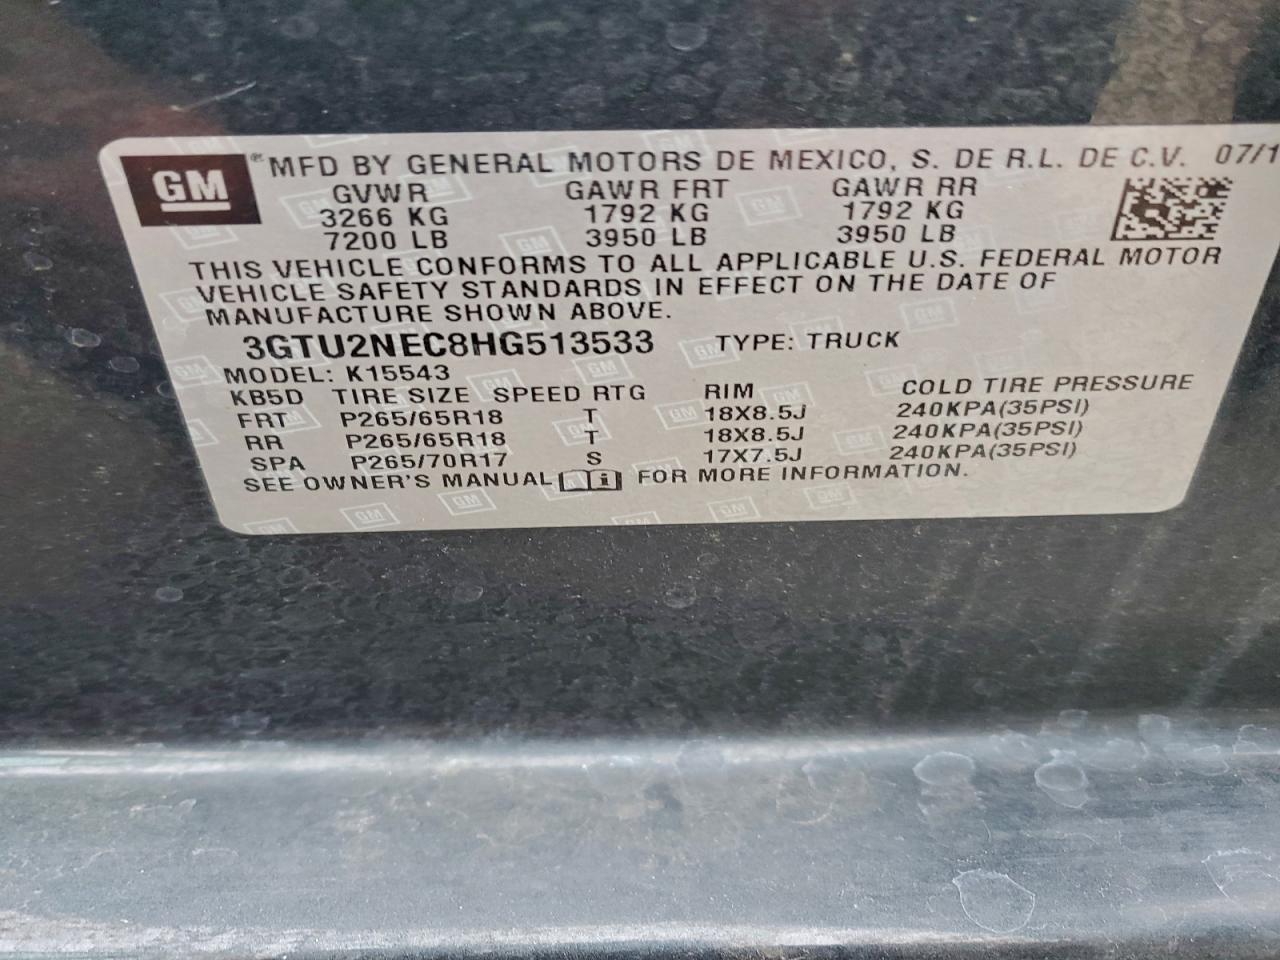 GM ® MFD BY GENERAL MOTORS DE MEXICO, S. DE R.L. DE C.V. 07/1
GVWR GAWR FRT GAWR RR
3266 KG 1792 KG 1792 KG
7200 LB 3950 LB 3950 LB
THIS VEHICLE CONFORMS TO ALL APPLICABLE U.S. FEDERAL MOTOR
VEHICLE SAFETY STANDARDS IN EFFECT ON THE DATE OF
MANUFACTURE SHOWN ABOVE.
3GTU2NEC8HG513533 TYPE: TRUCK
MODEL: K15543
KB5D TIRE SIZE SPEED RTG RIM COLD TIRE PRESSURE
FRT P265/65R18 T 18X8.5J 240KPA(35PSI)
RR P265/65R18 T 18X8.5J 240KPA(35PSI)
SPA P265/70R17 S 17X7.5J 240KPA(35PSI)
SEE OWNER'S MANUAL i FOR MORE INFORMATION.